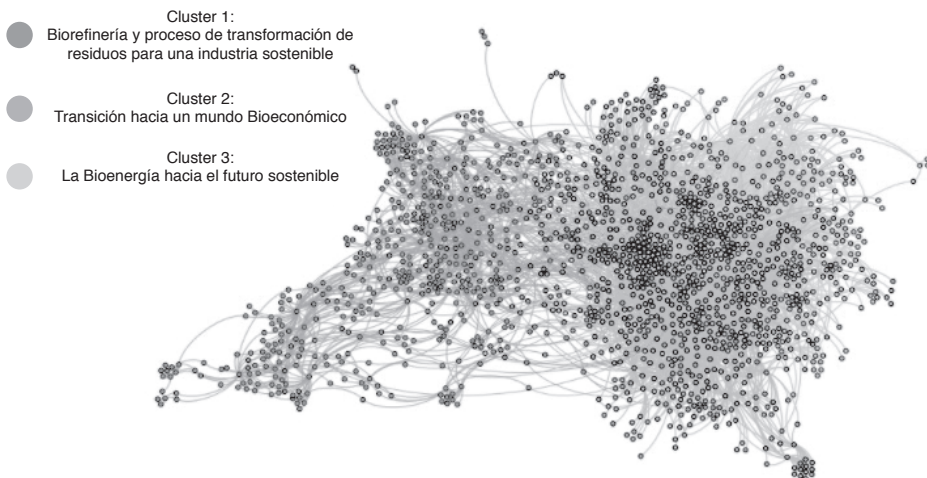 Cluster 1:
Biorefinería y proceso de transformación de
residuos para una industria sostenible
Cluster 2:
Transición hacia un mundo Bioeconómico
Cluster 3:
La Bioenergía hacia el futuro sostenible